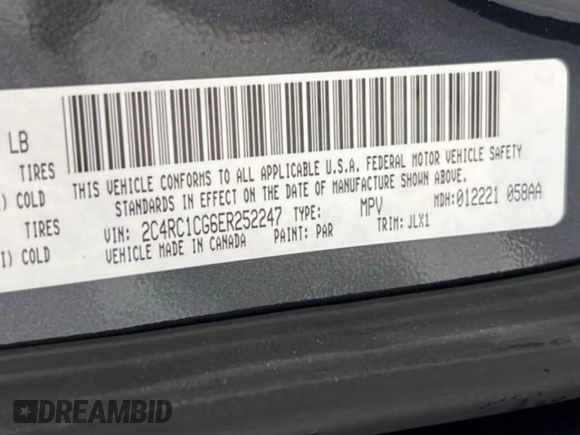 LB
TIRES
) COLD
TIRES
I) COLD
THIS VEHICLE CONFORMS TO ALL APPLICABLE U.S.A. FEDERAL MOTOR VEHICLE SAFETY
STANDARDS IN EFFECT ON THE DATE OF MANUFACTURE SHOWN ABOVE.
VIN: 2C4RC1CG6ER252247 TYPE: MPV MDH:012221 058AA
VEHICLE MADE IN CANADA PAINT: PAR TRIM: JLX1
DREAMBID